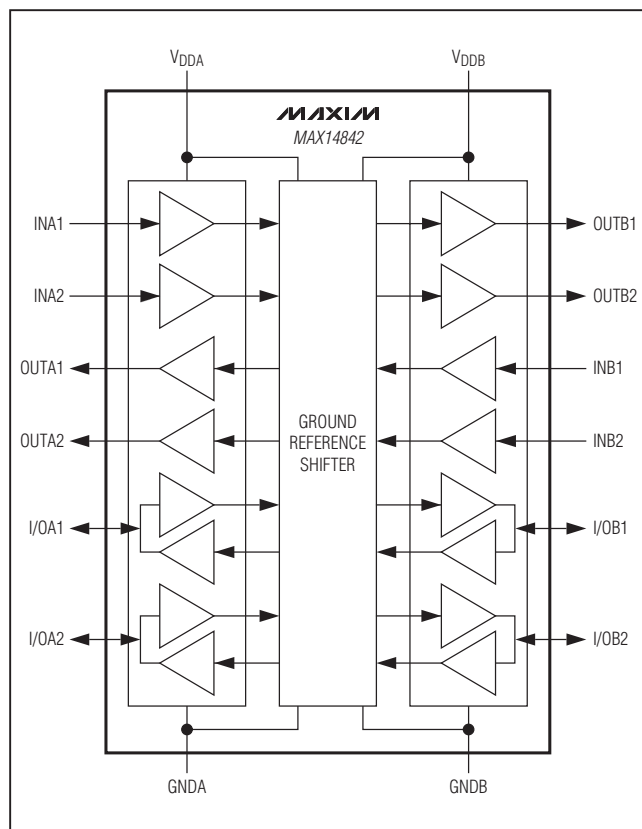 VDDA VDDB
MAXIM
MAX14842
INA1 OUTB1
INA2 OUTB2
OUTA1 INB1
OUTA2 INB2
GROUND
REFERENCE
SHIFTER
I/OA1 I/OB1
I/OA2 I/OB2
GNDA GNDB